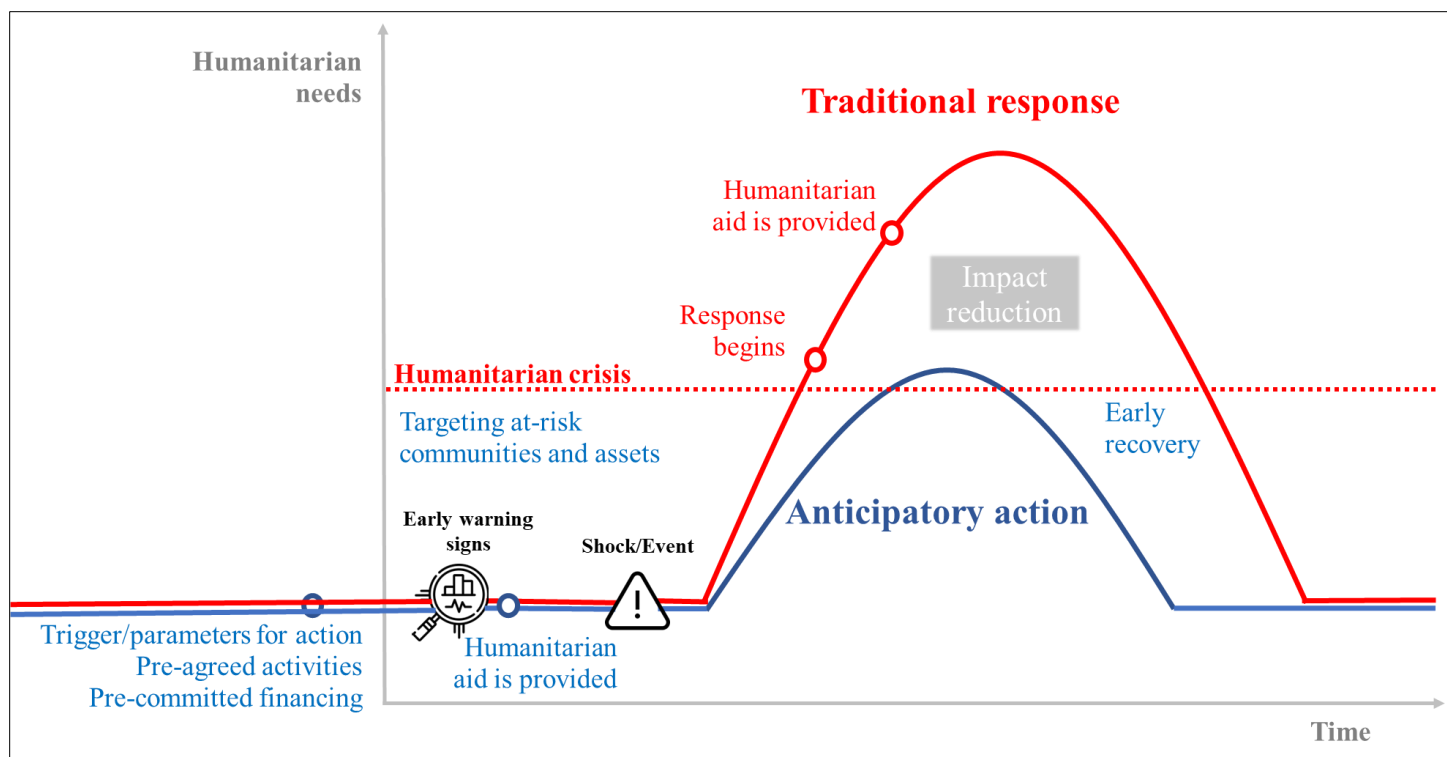 Humanitarian
needs
Traditional response
Humanitarian
aid is provided
Impact
reduction
Response
begins
Humanitarian crisis
Targeting at-risk
communities and assets
Early
recovery
Anticipatory action
Early warning
signs
Shock/Event
!
Trigger/parameters for action
Pre-agreed activities
Pre-committed financing
Humanitarian
aid is provided
Time